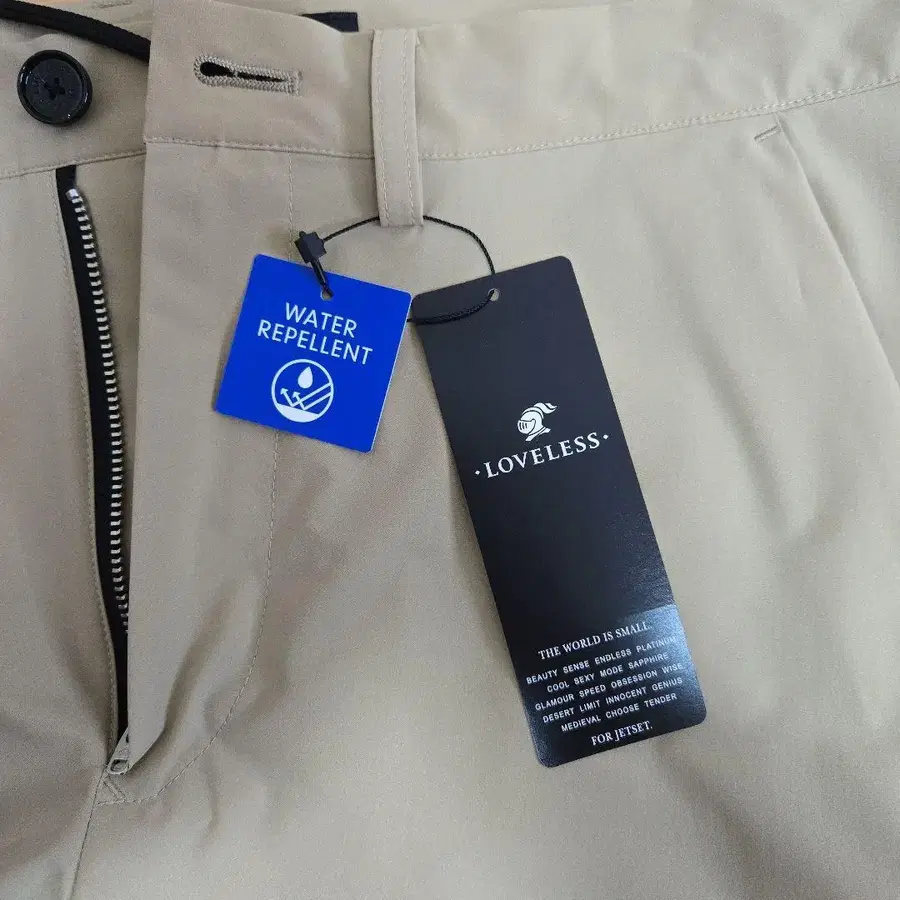 WATER
REPELLENT
·LOVELESS·
THE WORLD IS SMALL.
BEAUTY SENSE ENDLESS PLATINUM
COOL SEXY MODE SAPPHIRE
GLAMOUR SPEED OBSESSION WISE
DESERT LIMIT INNOCENT GENIUS
MEDIEVAL CHOOSE TENDER
FOR JETSET.